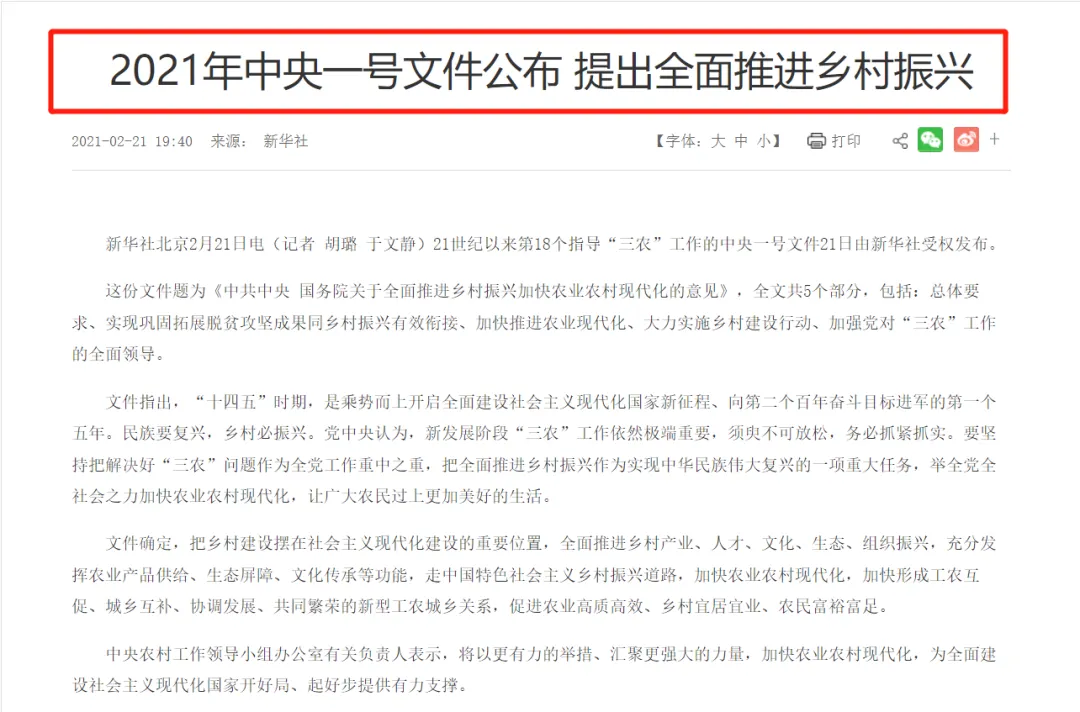 2021年中央一号文件公布 提出全面推进乡村振兴
2021-02-21 19:40 来源： 新华社 【字体：大 中 小】 打印 +
新华社北京2月21日电（记者 胡璐 于文静）21世纪以来第18个指导“三农”工作的中央一号文件21日由新华社受权发布。
这份文件题为《中共中央 国务院关于全面推进乡村振兴加快农业农村现代化的意见》，全文共5个部分，包括：总体要
求、实现巩固拓展脱贫攻坚成果同乡村振兴有效衔接、加快推进农业现代化、大力实施乡村建设行动、加强党对“三农”工作
的全面领导。
文件指出，“十四五”时期，是乘势而上开启全面建设社会主义现代化国家新征程、向第二个百年奋斗目标进军的第一个
五年。民族要复兴，乡村必振兴。党中央认为，新发展阶段“三农”工作依然极端重要，须臾不可放松，务必抓紧抓实。要坚
持把解决好“三农”问题作为全党工作重中之重，把全面推进乡村振兴作为实现中华民族伟大复兴的一项重大任务，举全党全
社会之力加快农业农村现代化，让广大农民过上更加美好的生活。
文件确定，把乡村建设摆在社会主义现代化建设的重要位置，全面推进乡村产业、人才、文化、生态、组织振兴，充分发
挥农业产品供给、生态屏障、文化传承等功能，走中国特色社会主义乡村振兴道路，加快农业农村现代化，加快形成工农互
促、城乡互补、协调发展、共同繁荣的新型工农城乡关系，促进农业高质高效、乡村宜居宜业、农民富裕富足。
中央农村工作领导小组办公室有关负责人表示，将以更有力的举措、汇聚更强大的力量，加快农业农村现代化，为全面建
设社会主义现代化国家开好局、起好步提供有力支撑。